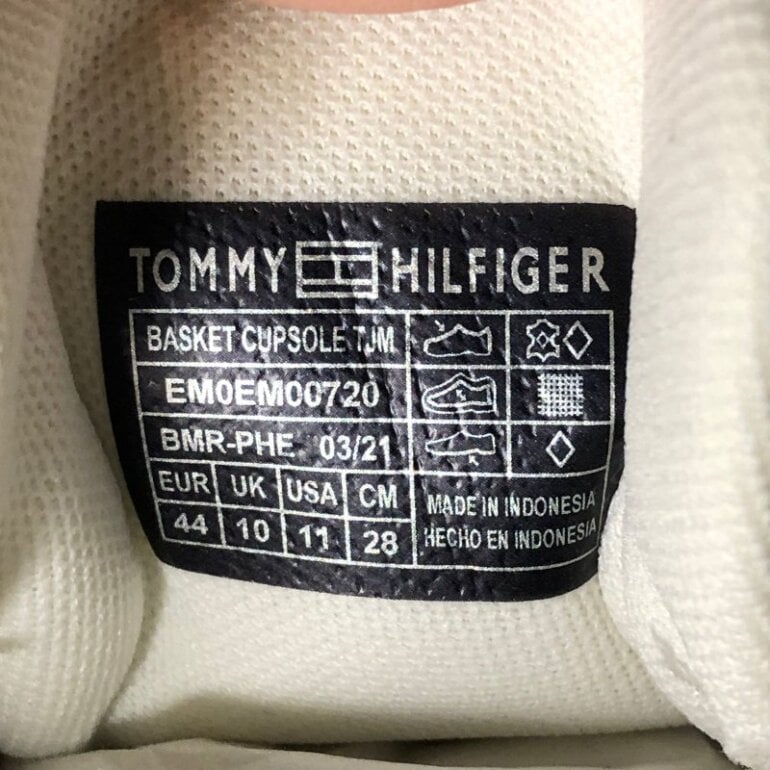 TOMMY HILFIGER
BASKET CUPSOLE TJM
EM0EM00720
BMR-PHE 03/21
EUR UK USA CM
44 10 11 28
MADE IN INDONESIA
HECHO EN INDONESIA